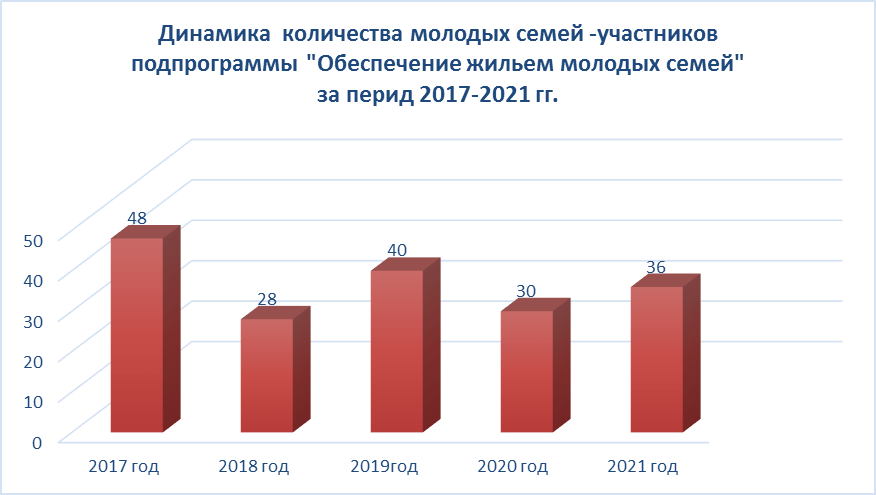 Динамика  количества молодых семей -участников
подпрограммы "Обеспечение жильем молодых семей"
за перид 2017-2021 гг.
48
28
40
30
36
50
40
30
20
10
0
2017 год
2018 год
2019год
2020 год
2021 год